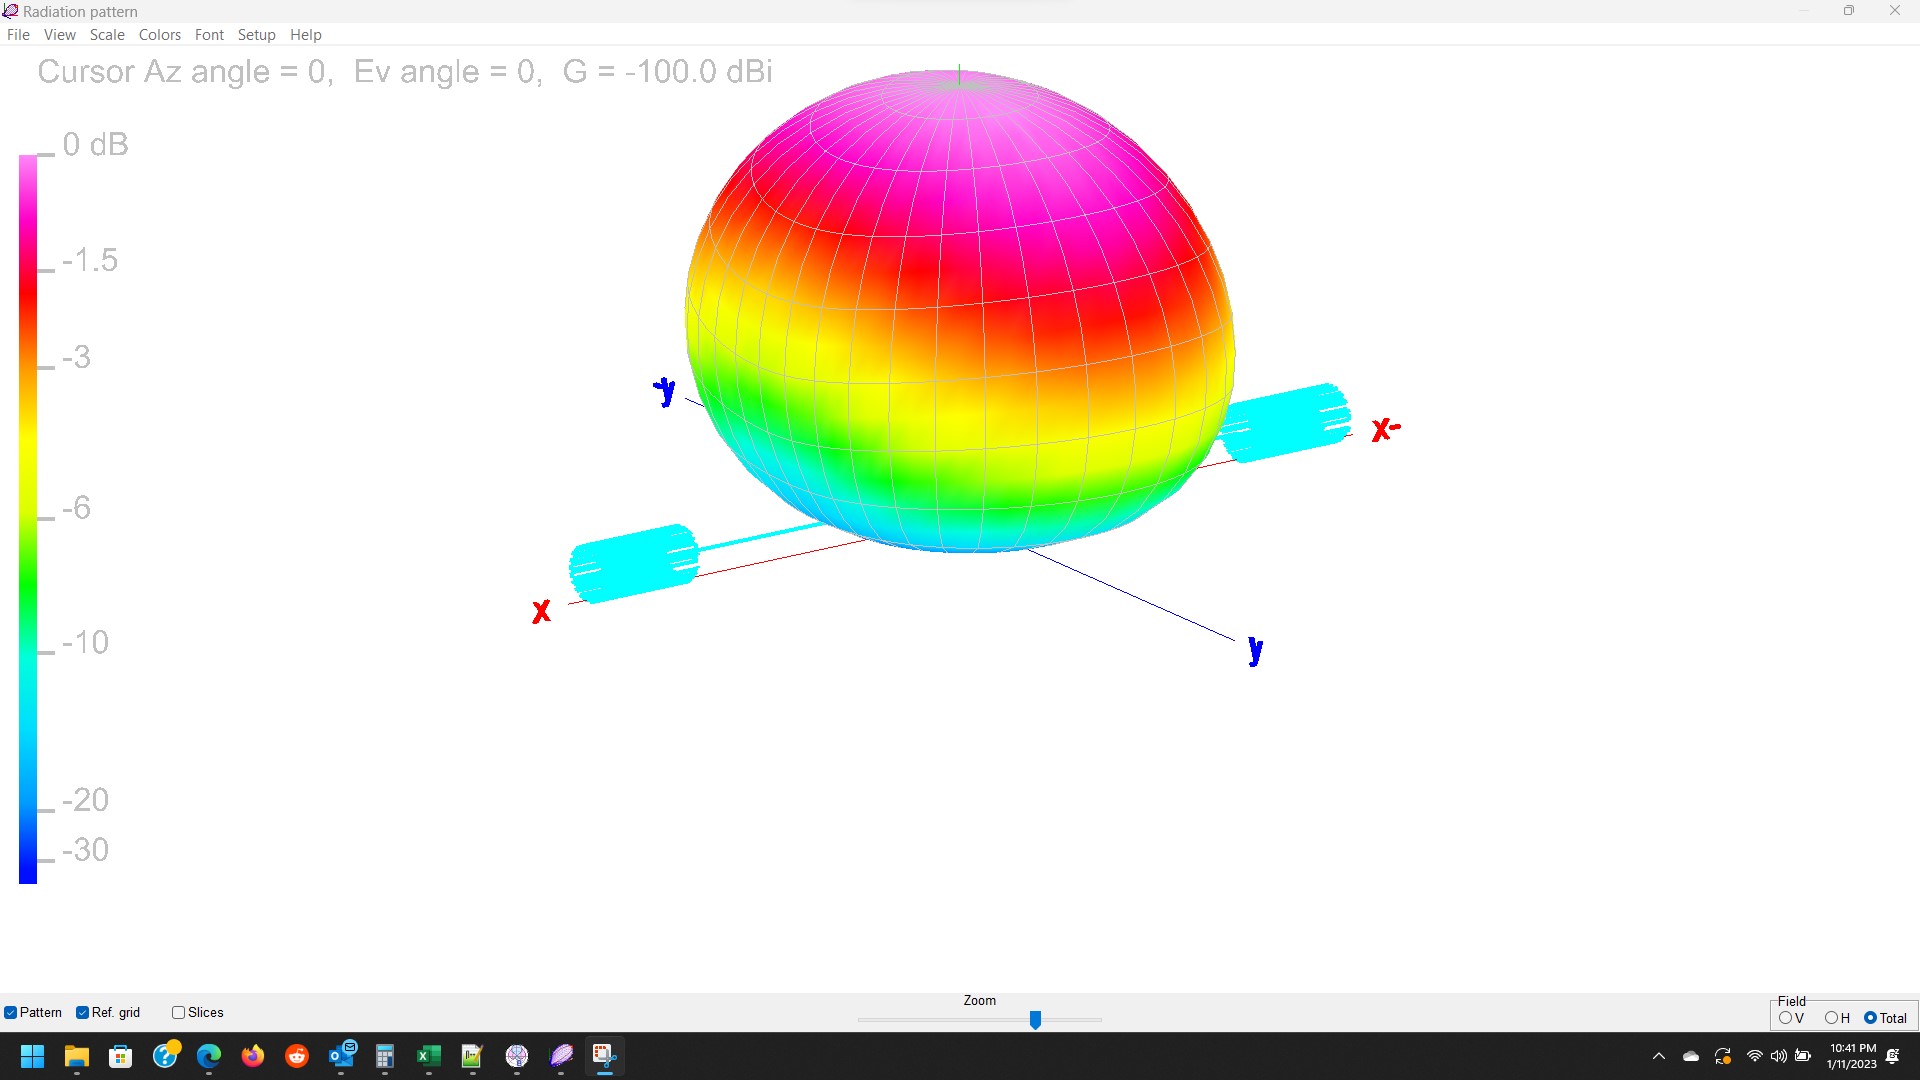 Radiation pattern
File View Scale Colors Font Setup Help
Cursor Az angle = 0, Ev angle = 0, G = -100.0 dBi
0 dB
-1.5
-3
-6
-10
-20
-30
y
x-
x
y
Zoom
Pattern Ref. grid Slices
Field
V H Total
10:41 PM
1/11/2023